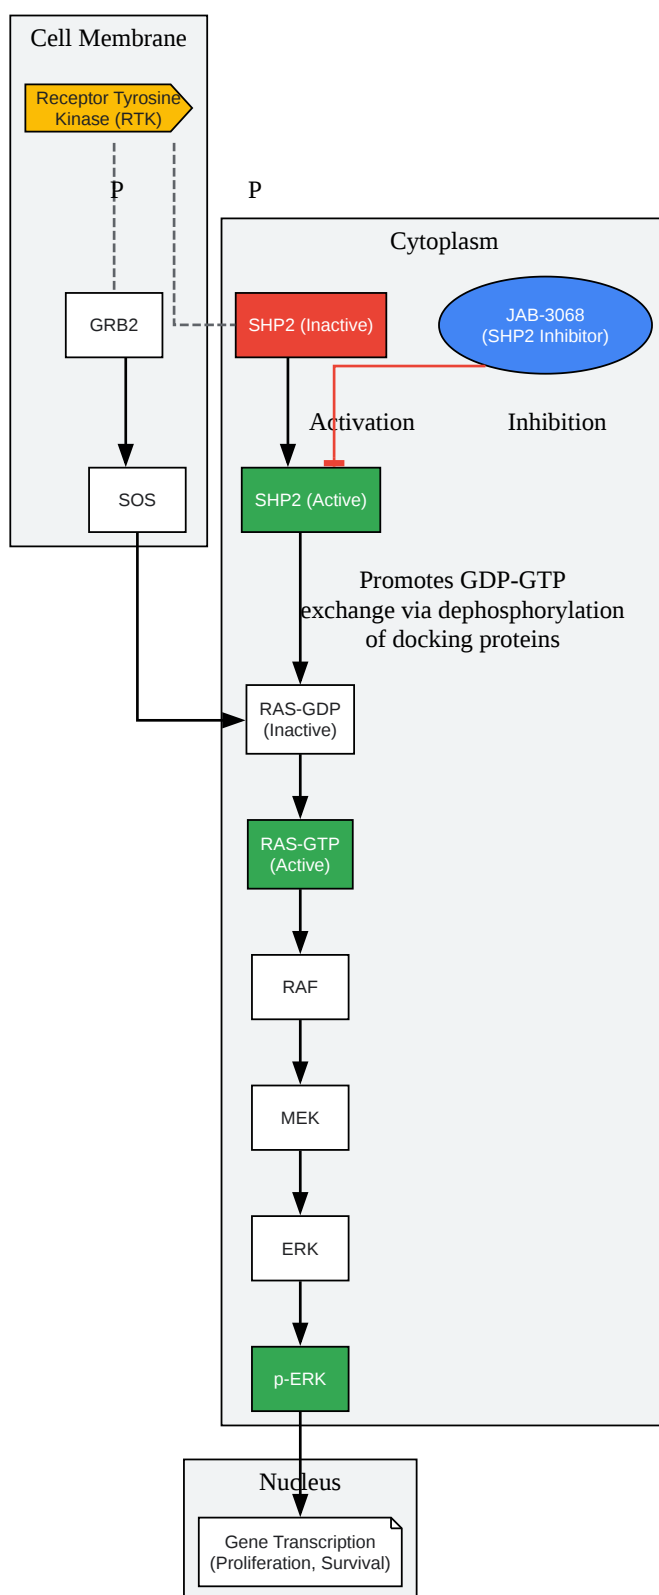 Cell Membrane
Receptor Tyrosine
Kinase (RTK)
P
P
Cytoplasm
GRB2
SHP2 (Inactive)
JAB-3068
(SHP2 Inhibitor)
Activation
Inhibition
SOS
SHP2 (Active)
Promotes GDP-GTP
exchange via dephosphorylation
of docking proteins
RAS-GDP
(Inactive)
RAS-GTP
(Active)
RAF
MEK
ERK
p-ERK
Nucleus
Gene Transcription
(Proliferation, Survival)